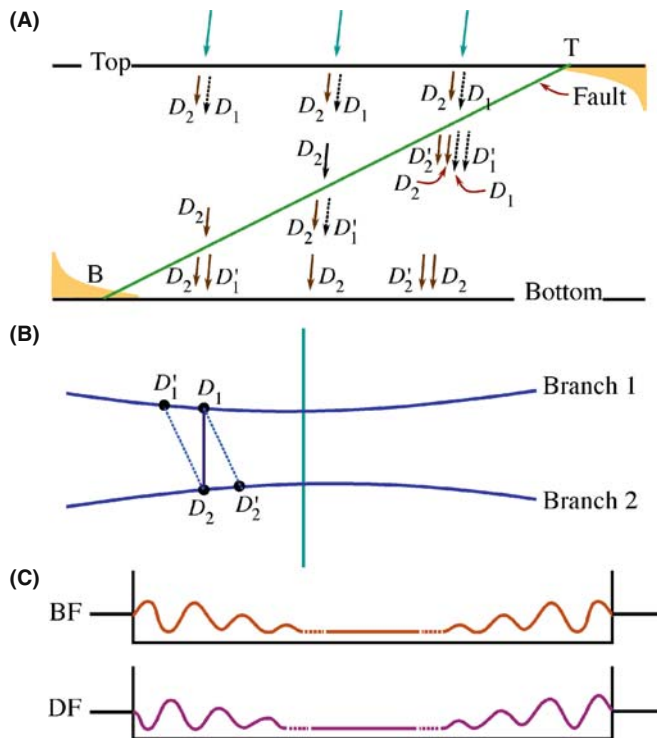 (A)
T
Top
Fault
D₂ D₁ D₂ D₁ D₂ D₁
D₂
D₂' D₁'
D₂ D₁
D₂
D₂ D₁'
B
D₂ D₁' D₂ D₂' D₂
Bottom
(B)
D₁' D₁ Branch 1
D₂ D₂' Branch 2
(C)
BF
DF